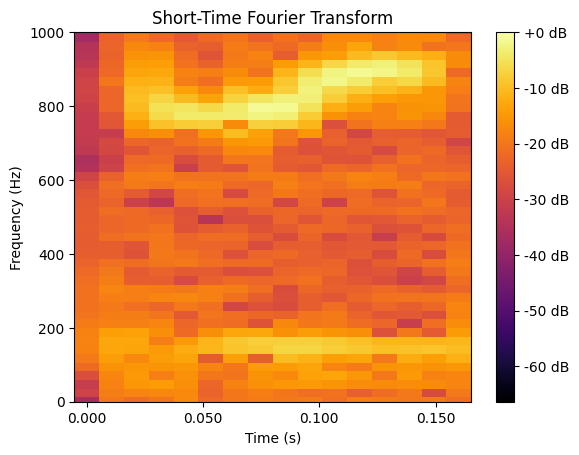 Short-Time Fourier Transform
Frequency (Hz)
1000
800
600
400
200
0
0.000 0.050 0.100 0.150
Time (s)
+0 dB
-10 dB
-20 dB
-30 dB
-40 dB
-50 dB
-60 dB